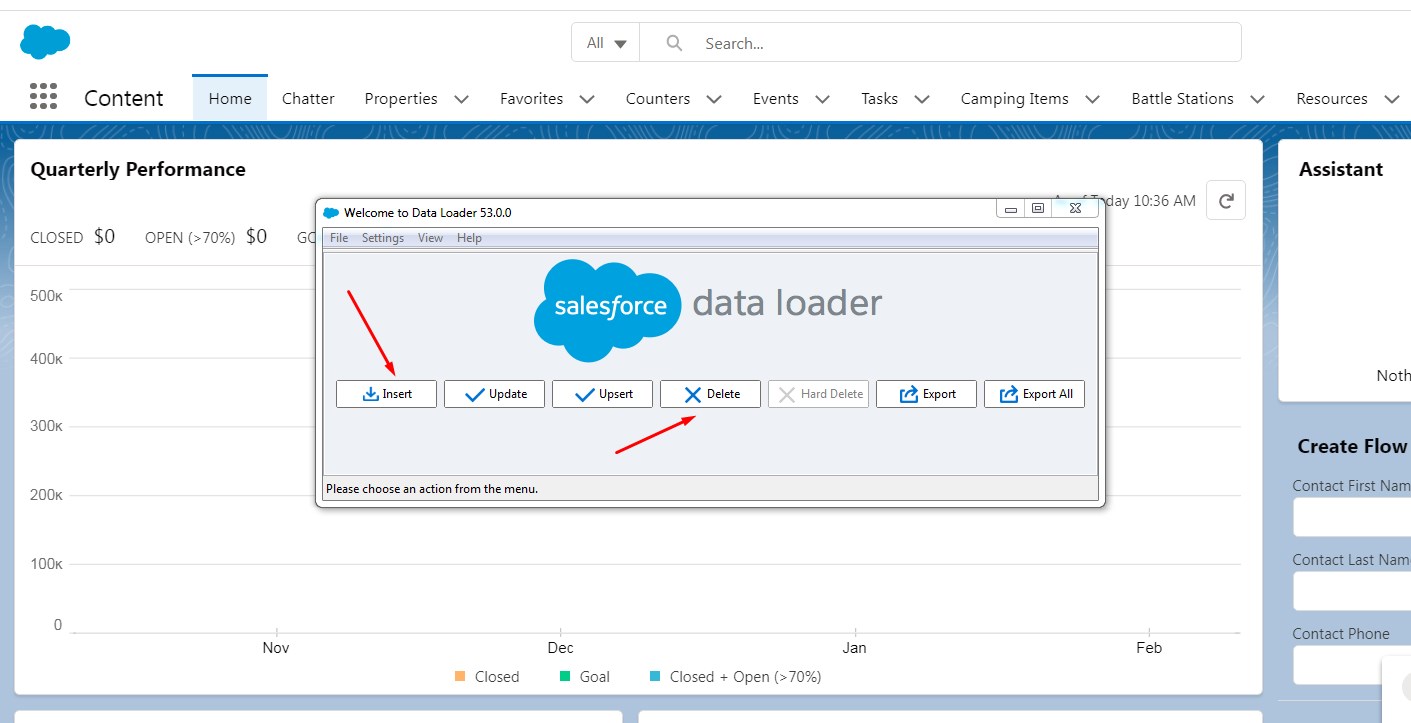 All
Search...
Content
Home
Chatter
Properties
Favorites
Counters
Events
Tasks
Camping Items
Battle Stations
Resources
Quarterly Performance
Today 10:36 AM
CLOSED $0 OPEN (>70%) $0
500K
400K
300K
200K
100K
0
Nov
Dec
Jan
Feb
Closed
Goal
Closed + Open (>70%)
Welcome to Data Loader 53.0.0
File Settings View Help
salesforce data loader
Insert
Update
Upsert
Delete
Hard Delete
Export
Export All
Please choose an action from the menu.
Assistant
Noth
Create Flow
Contact First Nam
Contact Last Nam
Contact Phone